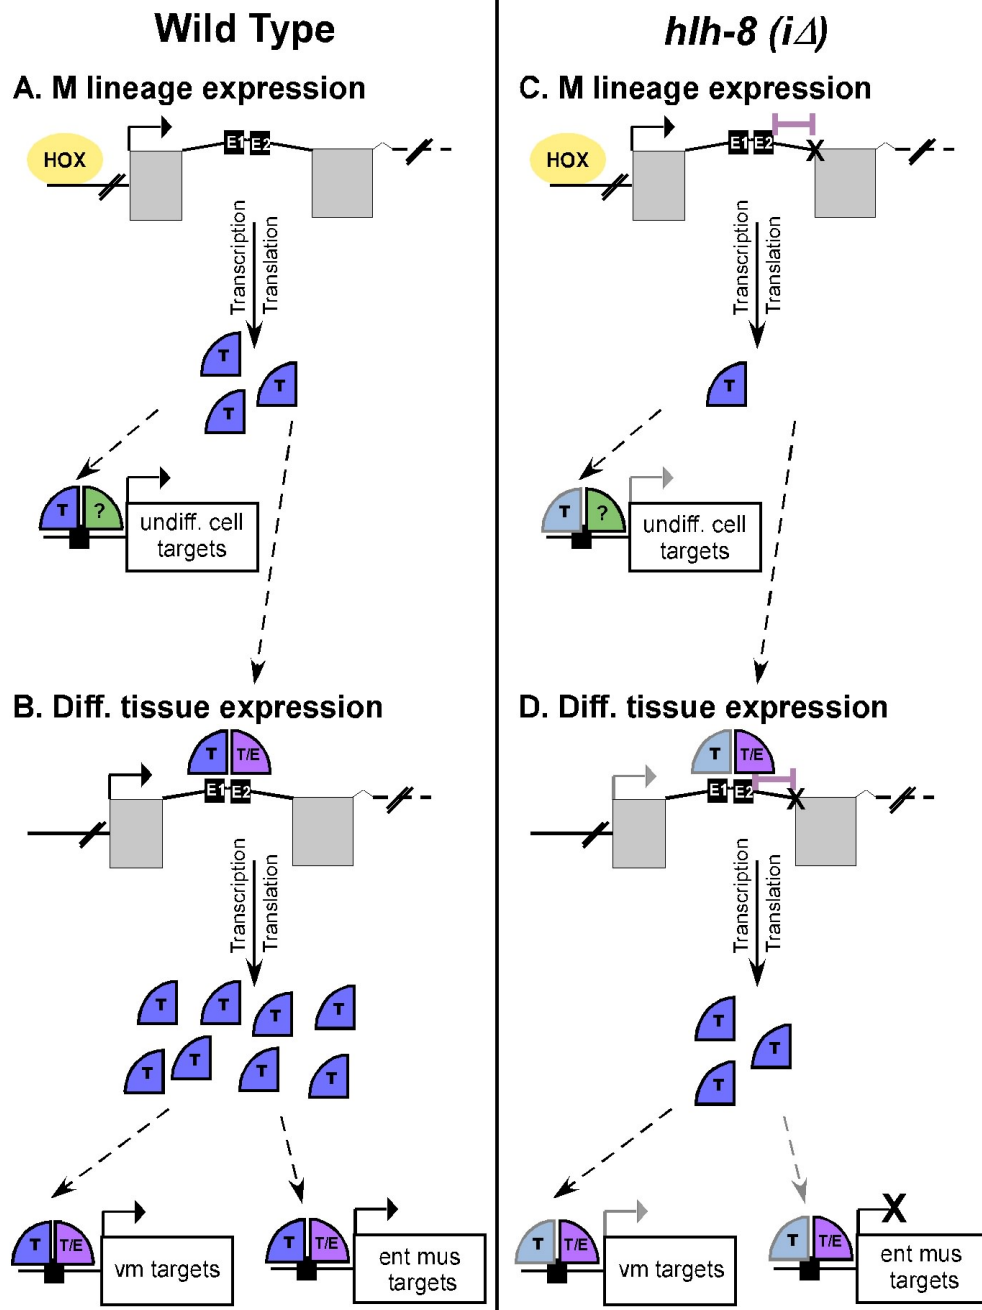 Wild Type
A. M lineage expression
HOX
E1 E2
Transcription
Translation
T
T
T
T ?
undiff. cell
targets
B. Diff. tissue expression
T T/E
E1 E2
Transcription
Translation
T T T T
T T T T
T T/E
vm targets
T T/E
ent mus
targets
hlh-8 (iΔ)
C. M lineage expression
HOX
E1 E2
X
Transcription
Translation
T
T ?
undiff. cell
targets
D. Diff. tissue expression
T T/E
E1 E2
X
Transcription
Translation
T
T
T
T T/E
vm targets
T T/E
X
ent mus
targets